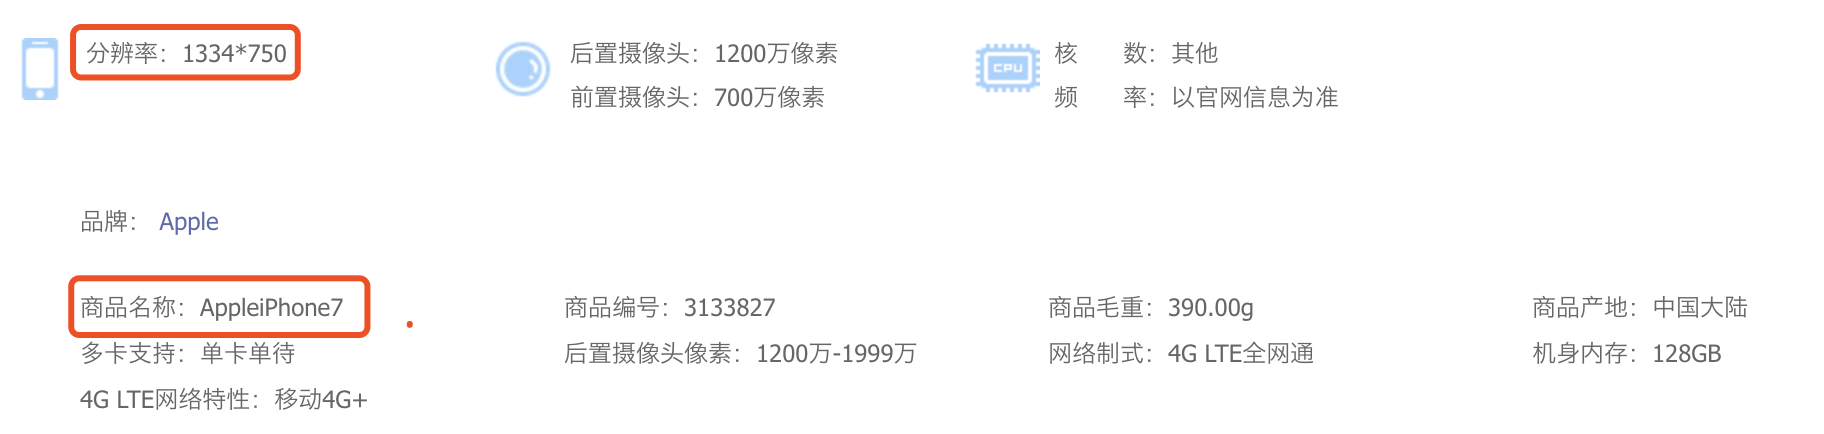 分辨率：1334*750 后置摄像头：1200万像素 核 数：其他
前置摄像头：700万像素 频 率：以官网信息为准
CPU
品牌： Apple
商品名称：AppleiPhone7 商品编号：3133827 商品毛重：390.00g 商品产地：中国大陆
多卡支持：单卡单待 后置摄像头像素：1200万-1999万 网络制式：4G LTE全网通 机身内存：128GB
4G LTE网络特性：移动4G+